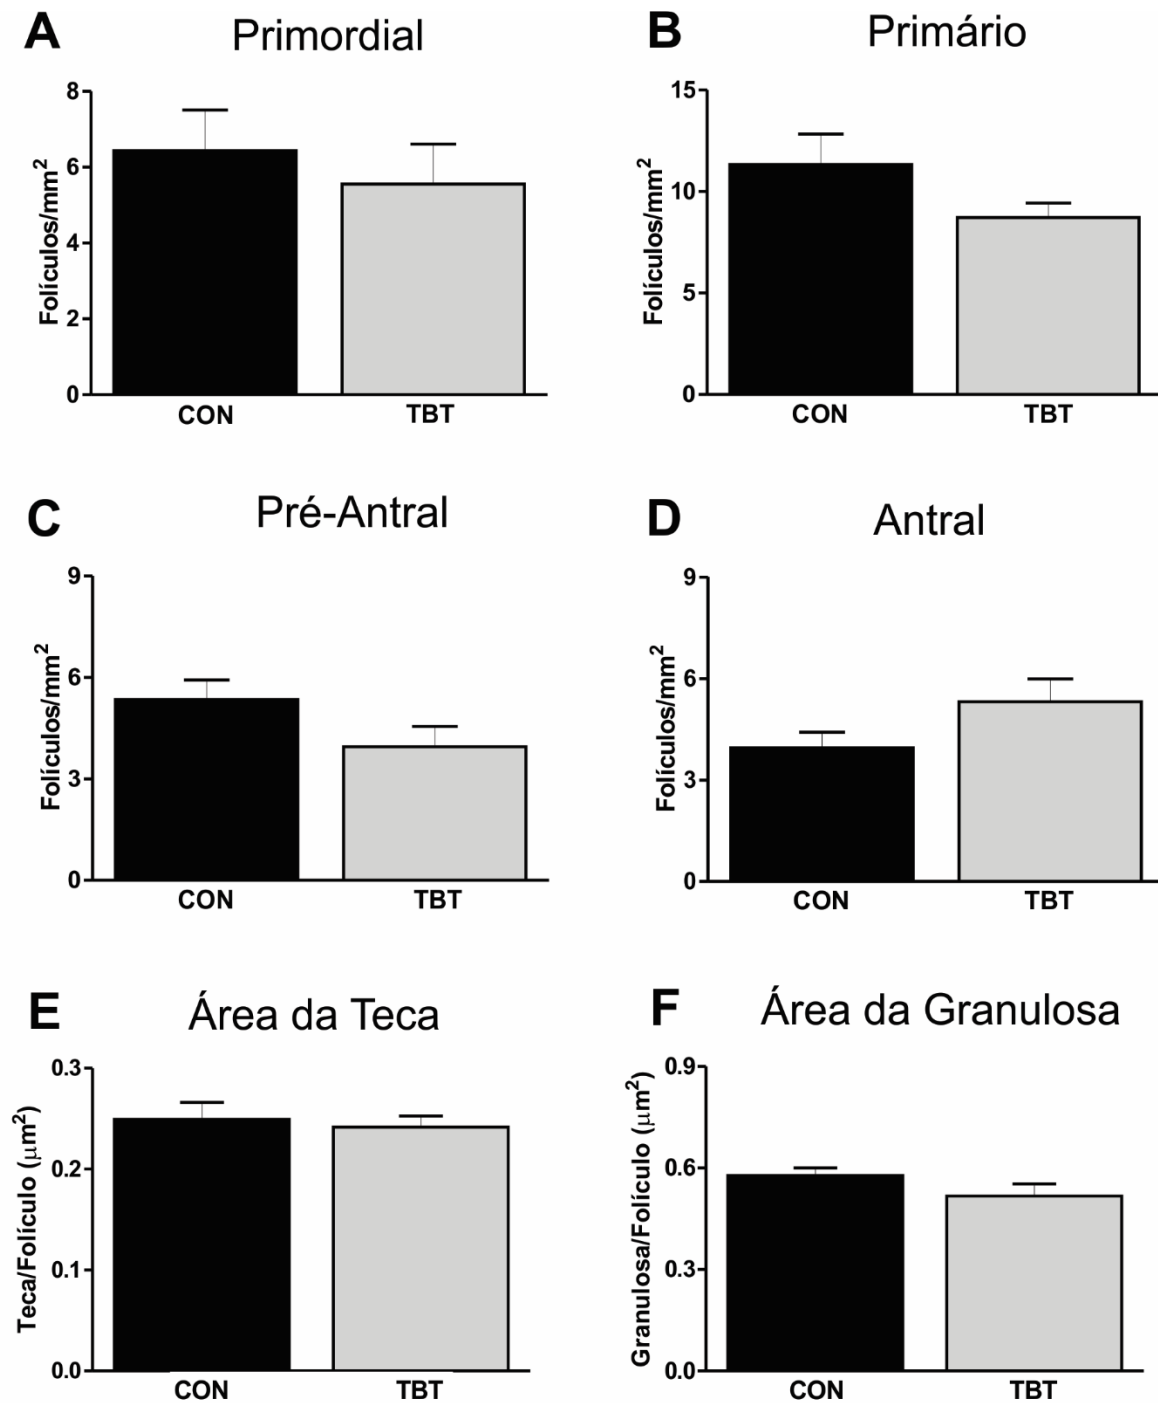 A Primordial
Folículos/mm²
8
6
4
2
0
CON TBT
B Primário
Folículos/mm²
15
10
5
0
CON TBT
C Pré-Antral
Folículos/mm²
9
6
3
0
CON TBT
D Antral
Folículos/mm²
9
6
3
0
CON TBT
E Área da Teca
Teca/Folículo (µm²)
0.3
0.2
0.1
0.0
CON TBT
F Área da Granulosa
Granulosa/Folículo (µm²)
0.9
0.6
0.3
0.0
CON TBT